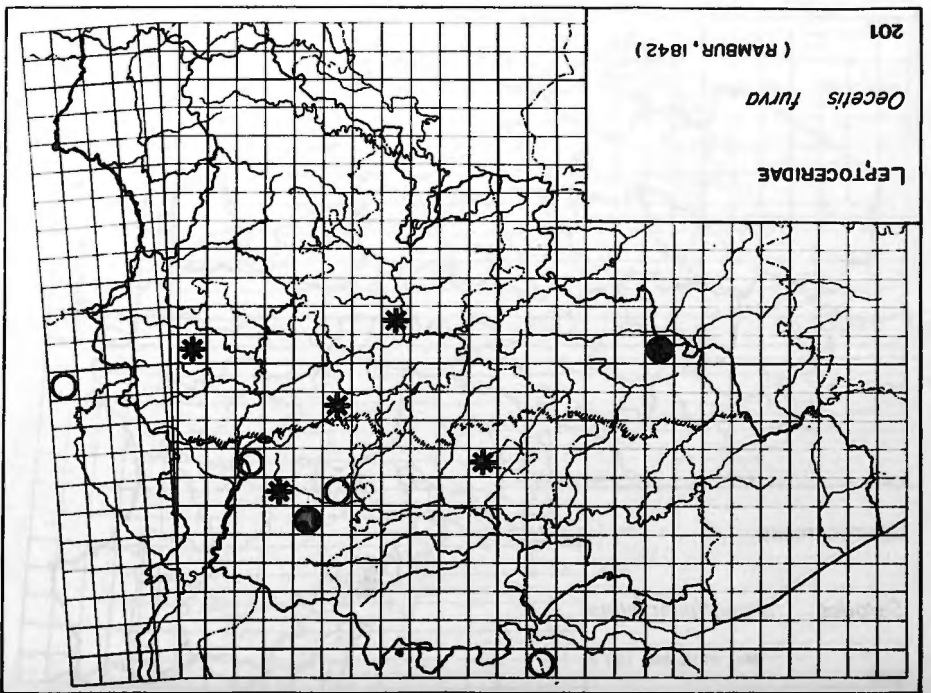 LEPTOCERIDAE
Oecetis furva
( RAMBUR, 1842)
201